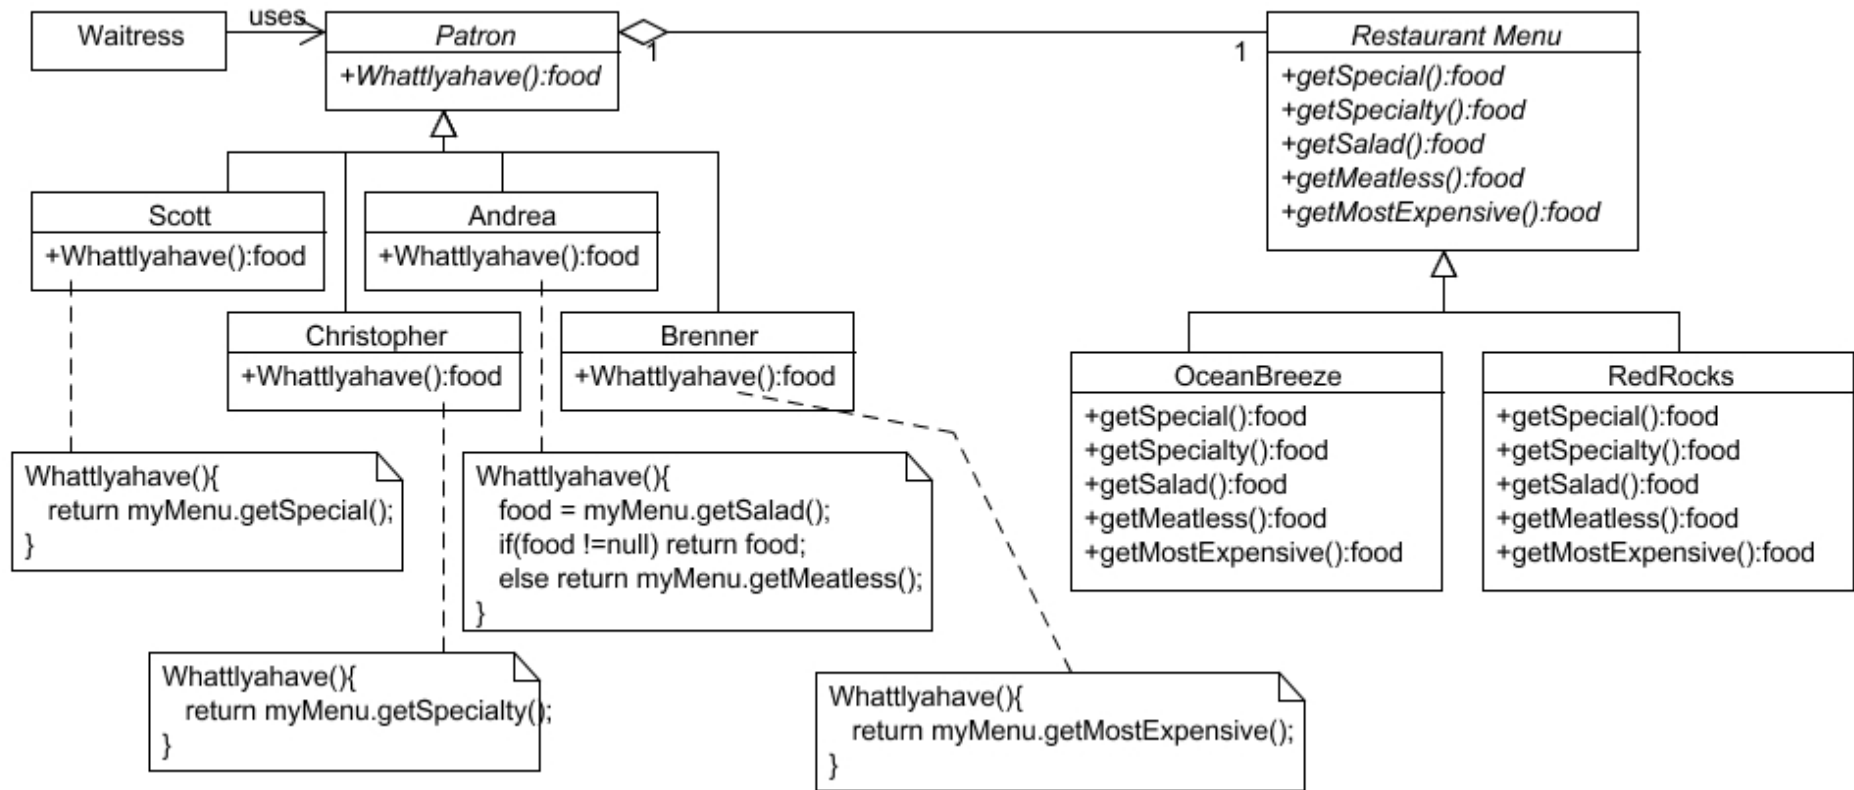 Waitress
uses
Patron
+Whattlyahave():food
1
1
Restaurant Menu
+getSpecial():food
+getSpecialty():food
+getSalad():food
+getMeatless():food
+getMostExpensive():food
Scott
+Whattlyahave():food
Andrea
+Whattlyahave():food
Christopher
+Whattlyahave():food
Brenner
+Whattlyahave():food
OceanBreeze
+getSpecial():food
+getSpecialty():food
+getSalad():food
+getMeatless():food
+getMostExpensive():food
RedRocks
+getSpecial():food
+getSpecialty():food
+getSalad():food
+getMeatless():food
+getMostExpensive():food
Whattlyahave(){
return myMenu.getSpecial();
}
Whattlyahave(){
food = myMenu.getSalad();
if(food !=null) return food;
else return myMenu.getMeatless();
}
Whattlyahave(){
return myMenu.getSpecialty();
}
Whattlyahave(){
return myMenu.getMostExpensive();
}